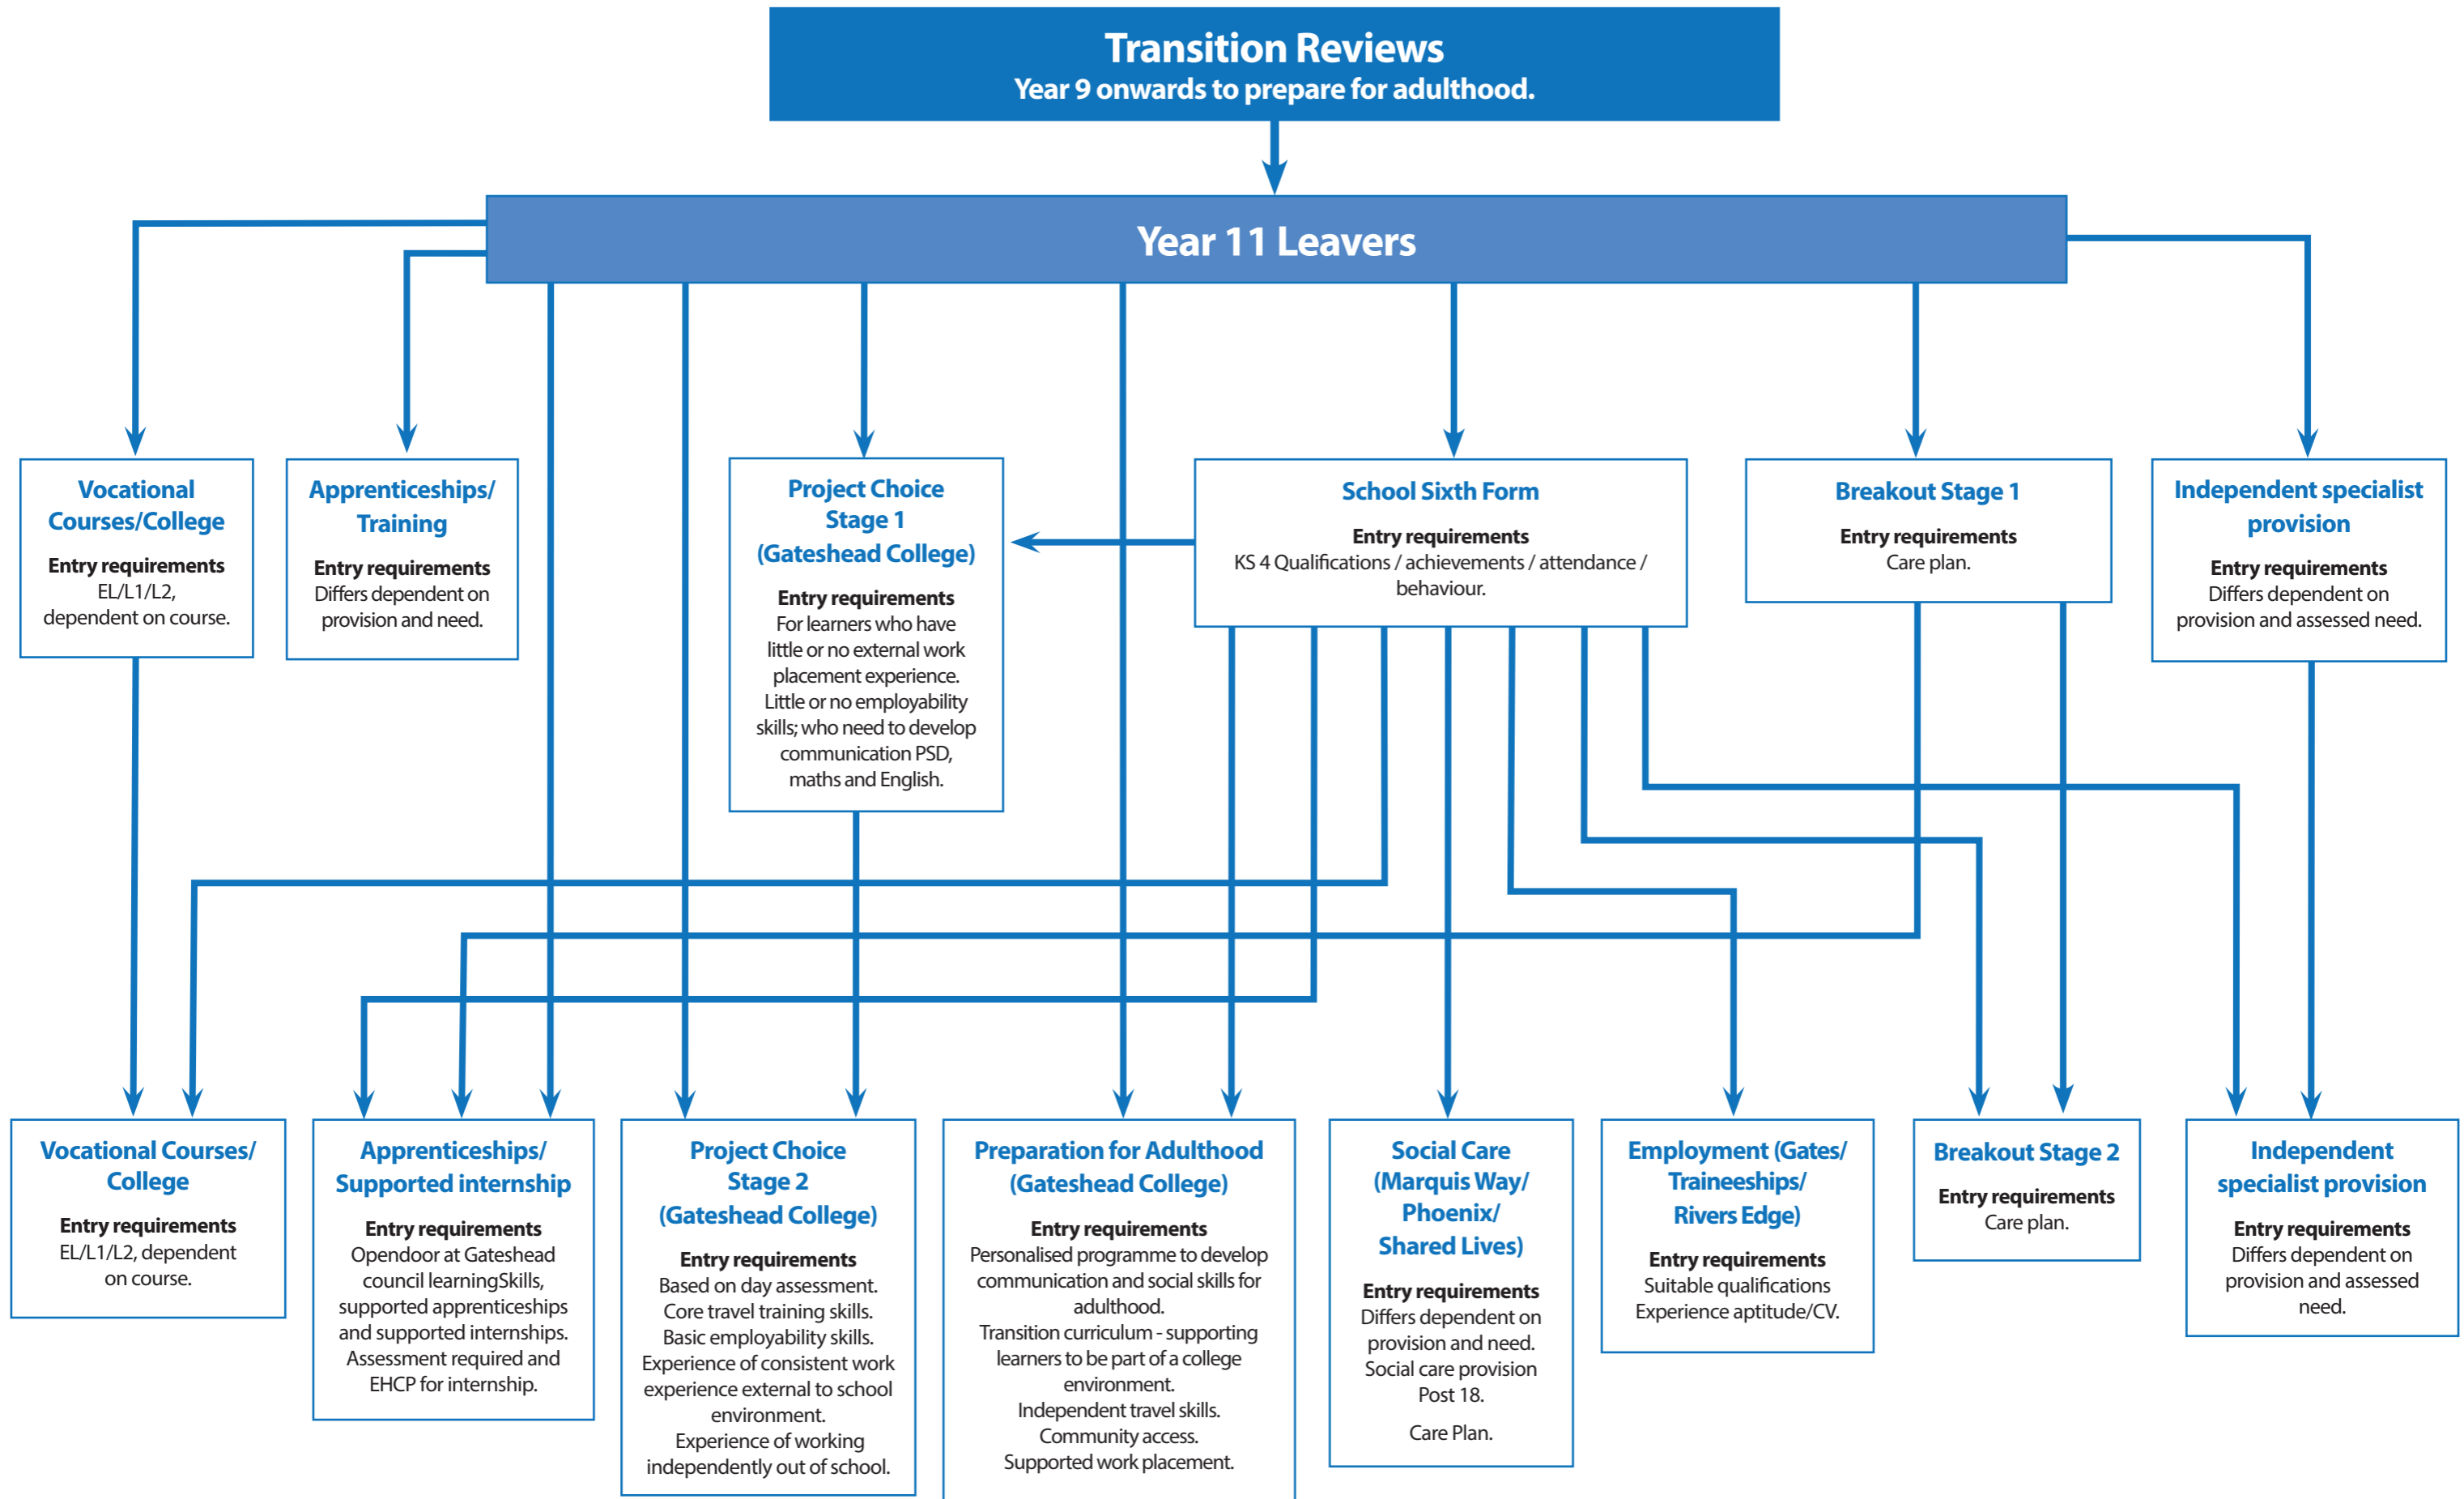 Transition Reviews
Year 9 onwards to prepare for adulthood.
Year 11 Leavers
Vocational
Courses/College
Entry requirements
EL/L1/L2,
dependent on course.
Apprenticeships/
Training
Entry requirements
Differs dependent on
provision and need.
Project Choice
Stage 1
(Gateshead College)
Entry requirements
For learners who have
little or no external work
placement experience.
Little or no employability
skills; who need to develop
communication PSD,
maths and English.
School Sixth Form
Entry requirements
KS 4 Qualifications / achievements / attendance /
behaviour.
Breakout Stage 1
Entry requirements
Care plan.
Independent specialist
provision
Entry requirements
Differs dependent on
provision and assessed need.
Vocational Courses/
College
Entry requirements
EL/L1/L2, dependent
on course.
Apprenticeships/
Supported internship
Entry requirements
Opendoor at Gateshead
council learningSkills,
supported apprenticeships
and supported internships.
Assessment required and
EHCP for internship.
Project Choice
Stage 2
(Gateshead College)
Entry requirements
Based on day assessment.
Core travel training skills.
Basic employability skills.
Experience of consistent work
experience external to school
environment.
Experience of working
independently out of school.
Preparation for Adulthood
(Gateshead College)
Entry requirements
Personalised programme to develop
communication and social skills for
adulthood.
Transition curriculum - supporting
learners to be part of a college
environment.
Independent travel skills.
Community access.
Supported work placement.
Social Care
(Marquis Way/
Phoenix/
Shared Lives)
Entry requirements
Differs dependent on
provision and need.
Social care provision
Post 18.
Care Plan.
Employment (Gates/
Traineeships/
Rivers Edge)
Entry requirements
Suitable qualifications
Experience aptitude/CV.
Breakout Stage 2
Entry requirements
Care plan.
Independent
specialist provision
Entry requirements
Differs dependent on
provision and assessed
need.